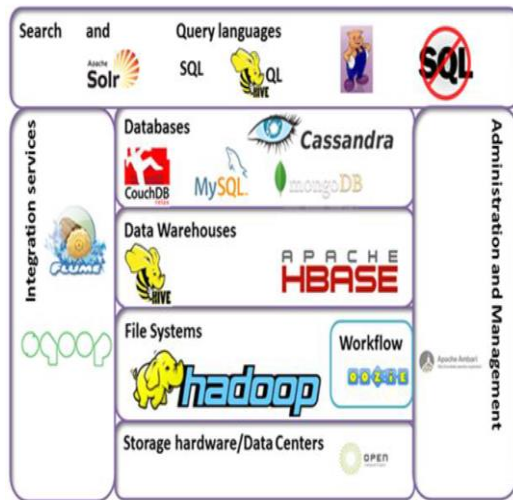 Search and Query languages
Apache
Solr
SQL
HIVE
QL
SQL
Integration services
FLUME
sqoop
Databases
Cassandra
CouchDB
relax
MySQL
mongoDB
Data Warehouses
HIVE
APACHE
HBASE
File Systems
hadoop
Workflow
OOZIE
Storage hardware/Data Centers
OPEN
Administration and Management
Apache Ambari